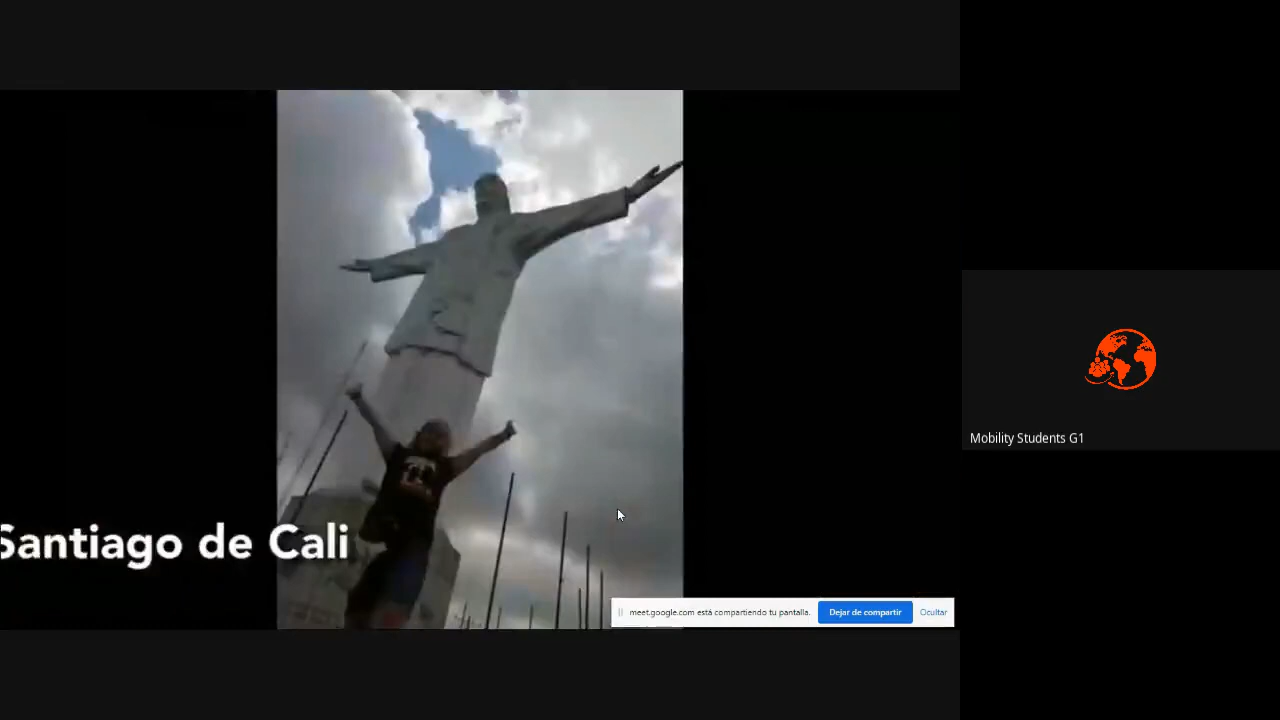 Santiago de Cali
meet.google.com está compartiendo tu pantalla.
Dejar de compartir
Ocultar
Mobility Students G1